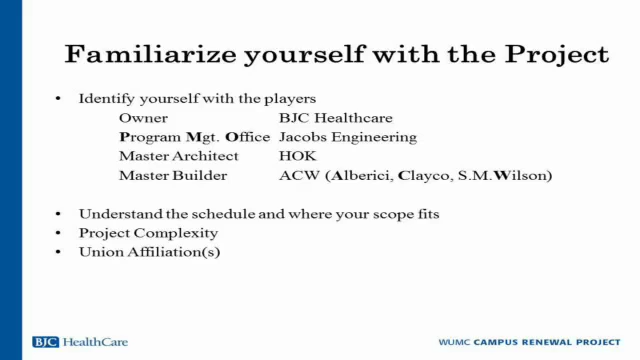 Familiarize yourself with the Project
• Identify yourself with the players
Owner BJC Healthcare
Program Mgt. Office Jacobs Engineering
Master Architect HOK
Master Builder ACW (Alberici, Clayco, S.M.Wilson)
• Understand the schedule and where your scope fits
• Project Complexity
• Union Affiliation(s)
BJC HealthCare WUMC CAMPUS RENEWAL PROJECT